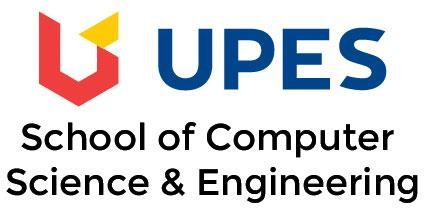 UPES
School of Computer
Science & Engineering